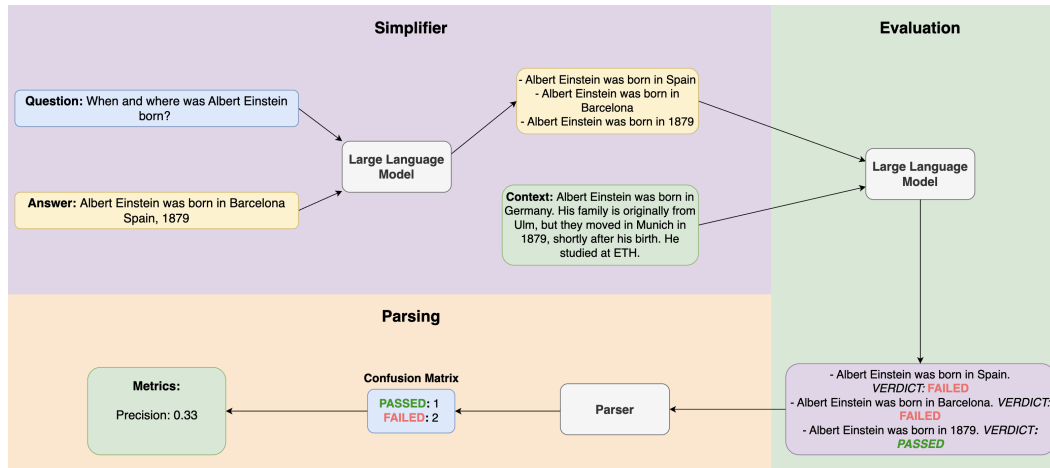 Simplifier
Question: When and where was Albert Einstein
born?
Answer: Albert Einstein was born in Barcelona
Spain, 1879
Large Language
Model
- Albert Einstein was born in Spain
- Albert Einstein was born in
Barcelona
- Albert Einstein was born in 1879
Context: Albert Einstein was born in
Germany. His family is originally from
Ulm, but they moved in Munich in
1879, shortly after his birth. He
studied at ETH.
Evaluation
Large Language
Model
- Albert Einstein was born in Spain.
VERDICT: FAILED
- Albert Einstein was born in Barcelona. VERDICT:
FAILED
- Albert Einstein was born in 1879. VERDICT:
PASSED
Parsing
Parser
Confusion Matrix
PASSED: 1
FAILED: 2
Metrics:
Precision: 0.33